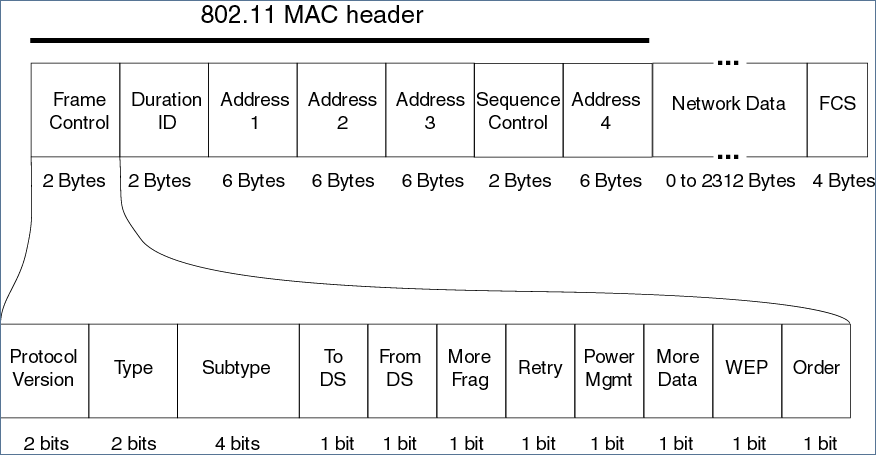 802.11 MAC header
Frame Control
Duration ID
Address 1
Address 2
Address 3
Sequence Control
Address 4
...
Network Data
...
FCS
2 Bytes
2 Bytes
6 Bytes
6 Bytes
6 Bytes
2 Bytes
6 Bytes
0 to 2312 Bytes
4 Bytes
Protocol Version
Type
Subtype
To DS
From DS
More Frag
Retry
Power Mgmt
More Data
WEP
Order
2 bits
2 bits
4 bits
1 bit
1 bit
1 bit
1 bit
1 bit
1 bit
1 bit
1 bit